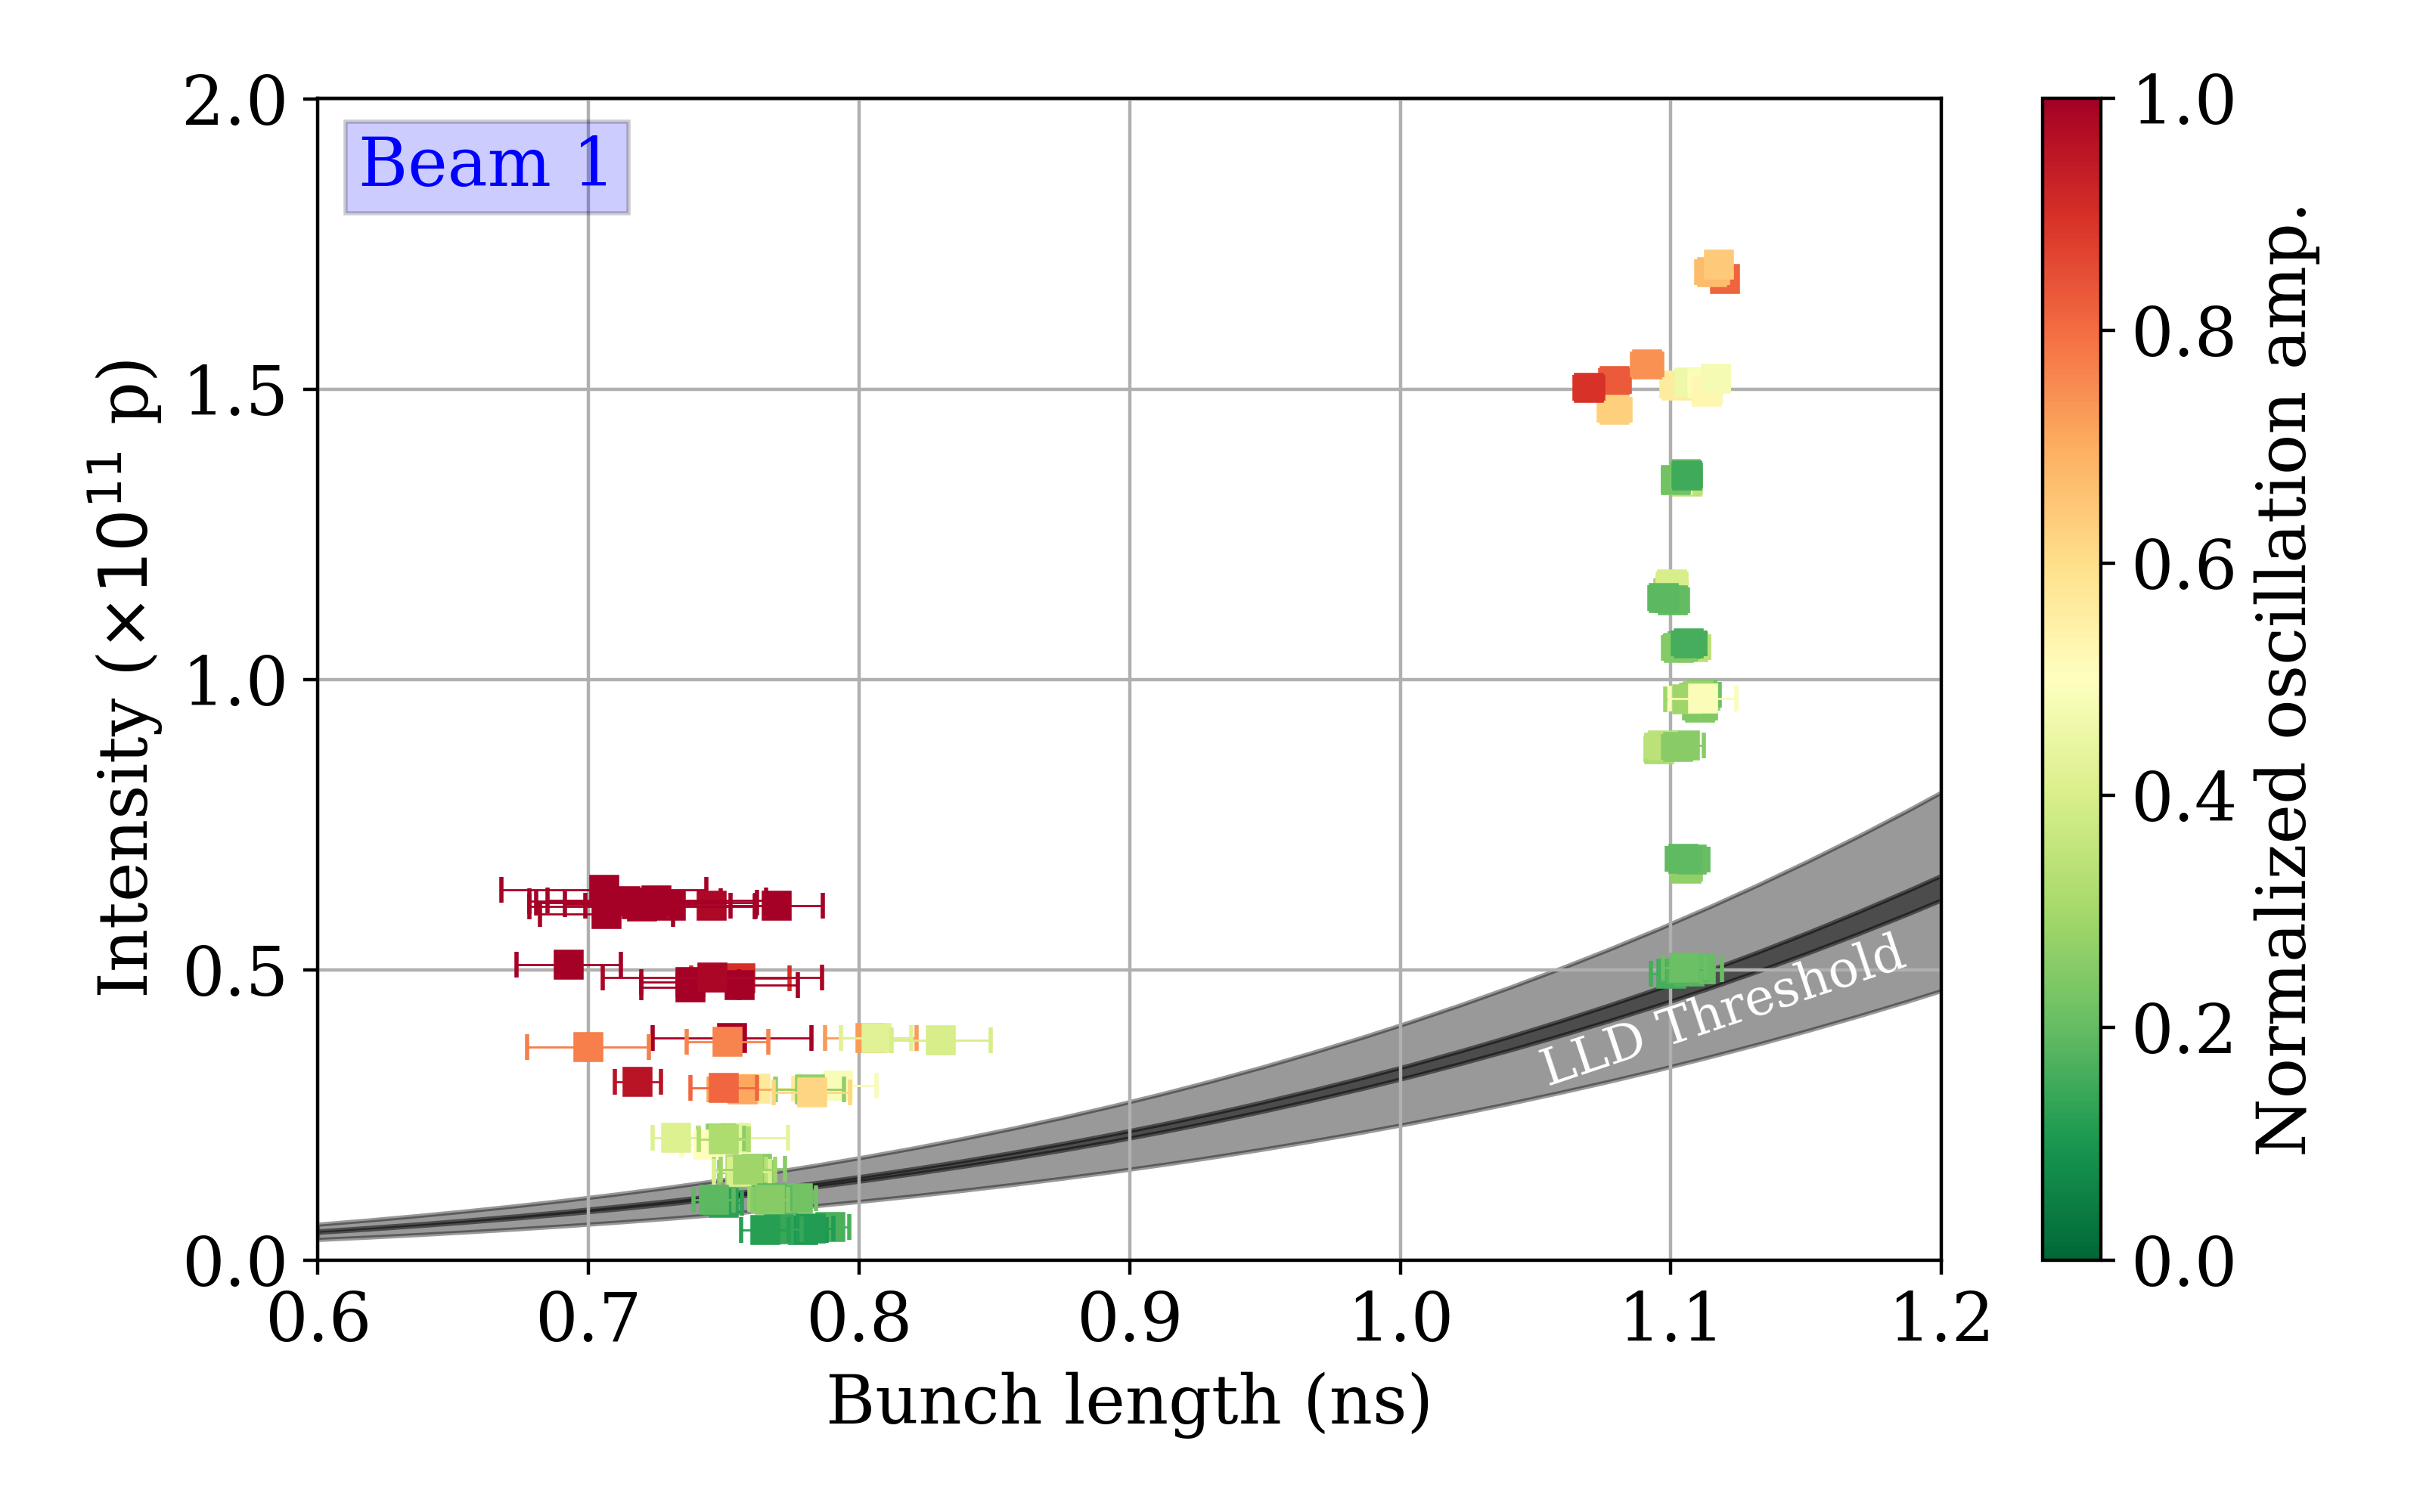 Beam 1
Intensity (×10¹¹ p)
2.0
1.5
1.0
0.5
0.0
0.6 0.7 0.8 0.9 1.0 1.1 1.2
Bunch length (ns)
LLD Threshold
1.0
0.8
0.6
0.4
0.2
0.0
Normalized oscillation amp.